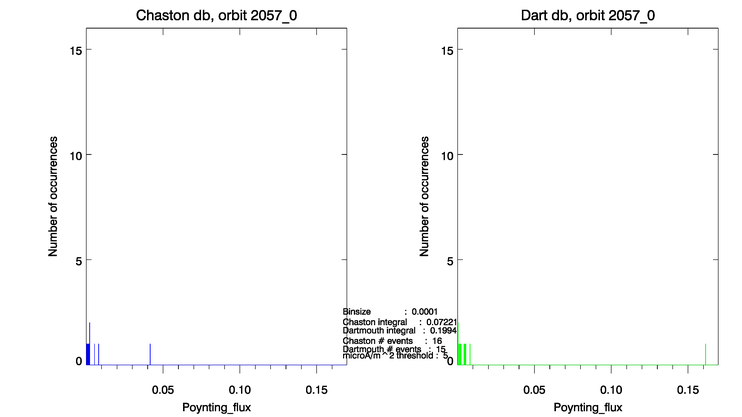 Chaston db, orbit 2057_0
Number of occurrences
15
10
5
0
0.05
0.10
0.15
Poynting_flux
Binsize : 0.0001
Chaston integral : 0.07221
Dartmouth integral : 0.1994
Chaston # events : 16
Dartmouth # events : 15
microA/m^2 threshold : 5
Dart db, orbit 2057_0
Number of occurrences
15
10
5
0
0.05
0.10
0.15
Poynting_flux